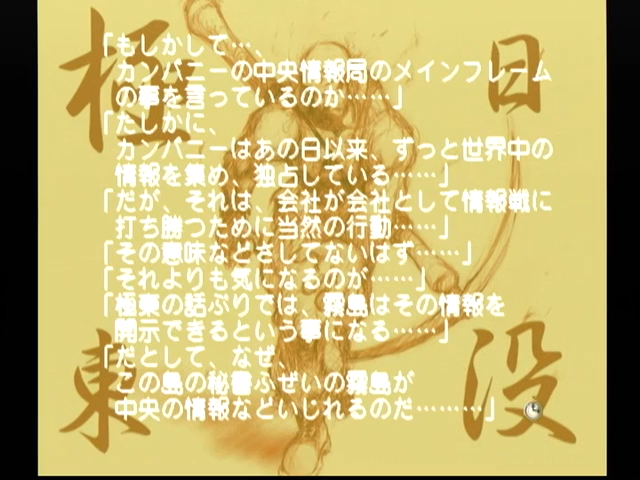 「もしかして…、
カンパニーの中央情報局のメインフレーム
の事を言っているのか……」
「たしかに、
カンパニーはあの日以来、ずっと世界中の
情報を集め、独占している……」
「だが、それは、会社が会社として情報戦に
打ち勝つために当然の行動……」
「その意味などさしてないはず……」
「それよりも気になるのが……」
「極東の話ぶりでは、霧島はその情報を
開示できるという事になる……」
「だとして、なぜ、
この島の秘書ふぜいの霧島が
中央の情報などいじれるのだ………」
極東
日没